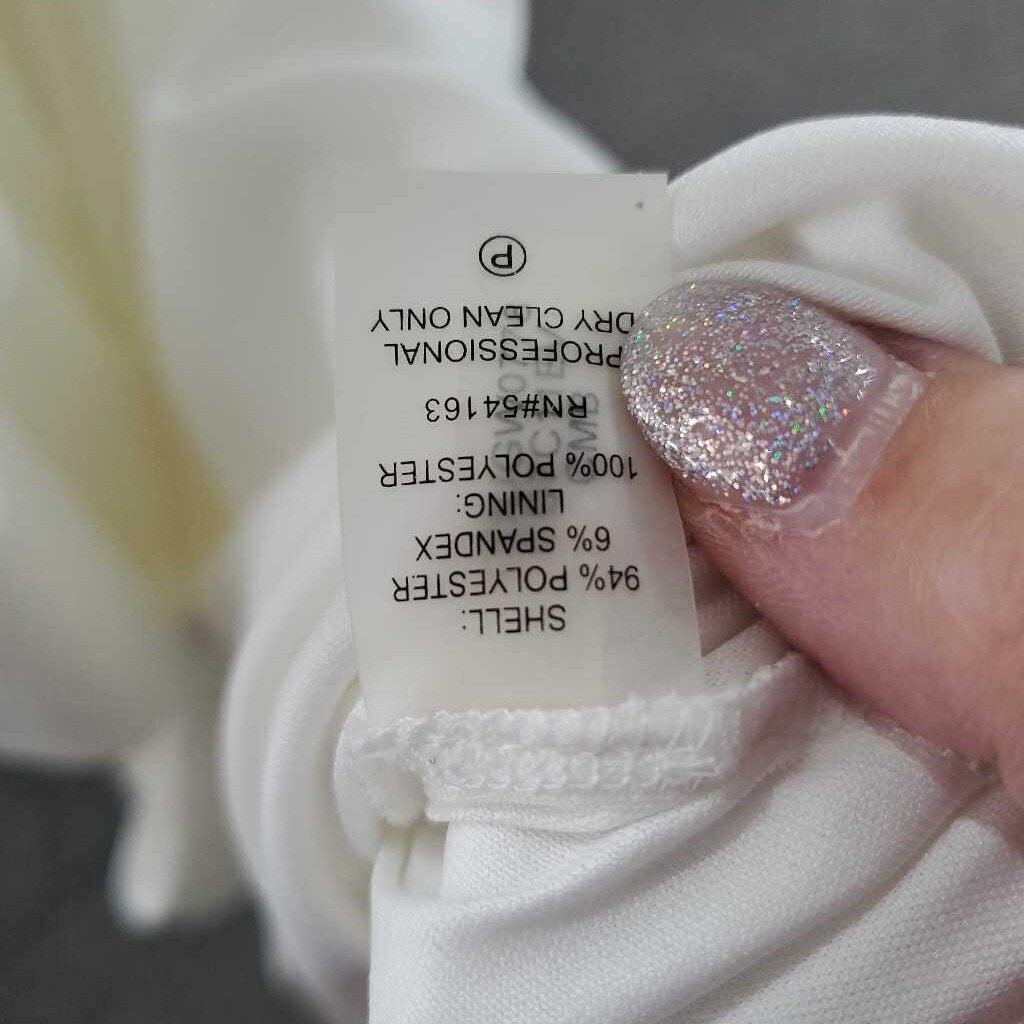 SHELL:
94% POLYESTER
6% SPANDEX
LINING:
100% POLYESTER
RN#54163
PROFESSIONAL
DRY CLEAN ONLY
P